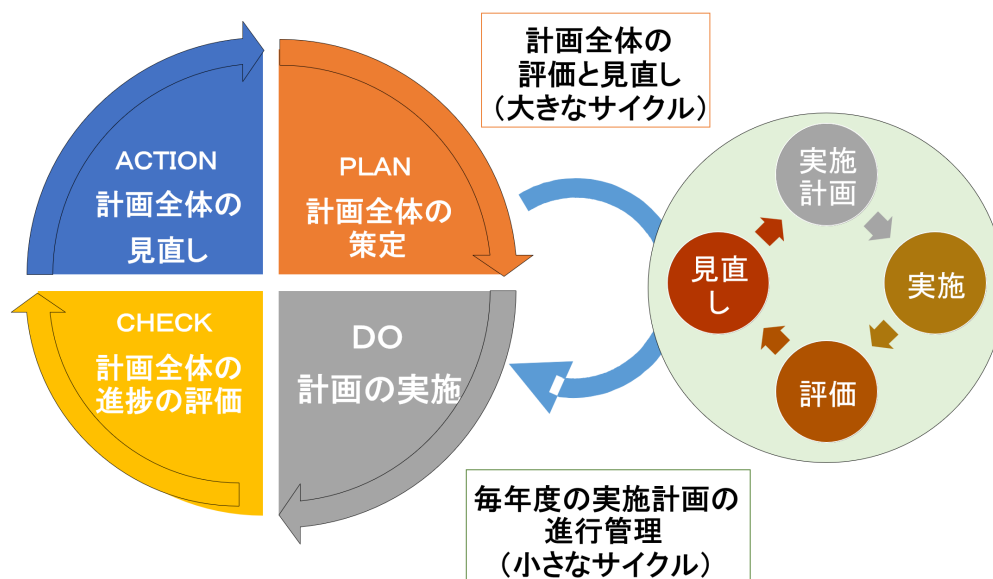 計画全体の
評価と見直し
（大きなサイクル）
ACTION
計画全体の
見直し
PLAN
計画全体の
策定
CHECK
計画全体の
進捗の評価
DO
計画の実施
実施
計画
実施
評価
見直
し
毎年度の実施計画の
進行管理
（小さなサイクル）